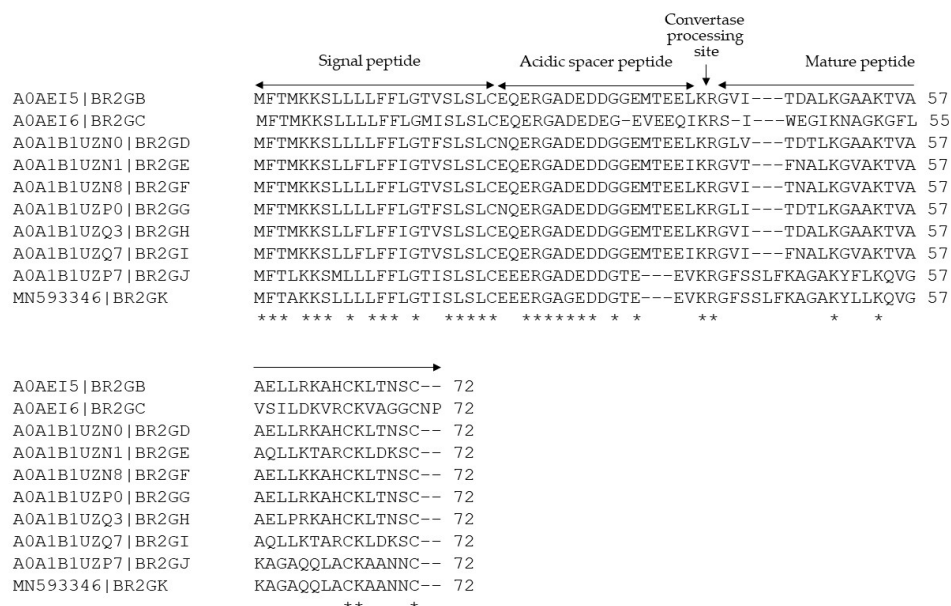 Convertase
processing
site
Signal peptide Acidic spacer peptide Mature peptide
A0AEI5|BR2GB MFTMKKSLLLLFFLGTVSLSLCEQERGADEDDGGEMTEELKRGVI---TDALKGAAKTVA 57
A0AEI6|BR2GC MFTMKKSLLLLFFLGMISLSLCEQERGADEDEG-EVEEQIKRS-I---WEGIKNAGKGFL 55
A0A1B1UZN0|BR2GD MFTMKKSLLLLFFLGTFSLSLCNQERGADEDDGGEMTEELKRGLV---TDTLKGAAKTVA 57
A0A1B1UZN1|BR2GE MFTMKKSLLFLFFIGTVSLSLCEQERGADEDDGGEMTEEIKRGVT---FNALKGVAKTVA 57
A0A1B1UZN8|BR2GF MFTMKKSLLLLFFLGTVSLSLCEQERGADEDDGGEMTEELKRGVI---TNALKGAAKTVA 57
A0A1B1UZP0|BR2GG MFTMKKSLLLLFFLGTFSLSLCNQERGADEDDGGEMTEELKRGLI---TDTLKGAAKTVA 57
A0A1B1UZQ3|BR2GH MFTMKKSLLFLFFLGTVSLSLCEQERGADEDDGGEMTEELKRGVI---TDALKGAAKTVA 57
A0A1B1UZQ7|BR2GI MFTMKKSLLFLFFIGTVSLSLCEQERGADEDDGGEMTEEIKRGVI---FNALKGVAKTVA 57
A0A1B1UZP7|BR2GJ MFTLKKSMLLLFFLGTISLSLCEEERGADEDDGTE---EVKRGFSSLFKAGAKYFLKQVG 57
MN593346|BR2GK MFTAKKSLLLLFFLGTISLSLCEEERGAGEDDGTE---EVKRGFSSLFKAGAKYLLKQVG 57
*** *** * *** * ***** ******* * * ** * *
A0AEI5|BR2GB AELLRKAHCKLTNSC-- 72
A0AEI6|BR2GC VSILDKVRCKVAGGCNP 72
A0A1B1UZN0|BR2GD AELLRKAHCKLTNSC-- 72
A0A1B1UZN1|BR2GE AQLLKTARCKLDKSC-- 72
A0A1B1UZN8|BR2GF AELLKKAHCKLTNSC-- 72
A0A1B1UZP0|BR2GG AELLRKAHCKLTNSC-- 72
A0A1B1UZQ3|BR2GH AELPRKAHCKLTNSC-- 72
A0A1B1UZQ7|BR2GI AQLLKTARCKLDKSC-- 72
A0A1B1UZP7|BR2GJ KAGAQQLACKAANNC-- 72
MN593346|BR2GK KAGAQQLACKAANNC-- 72
** *